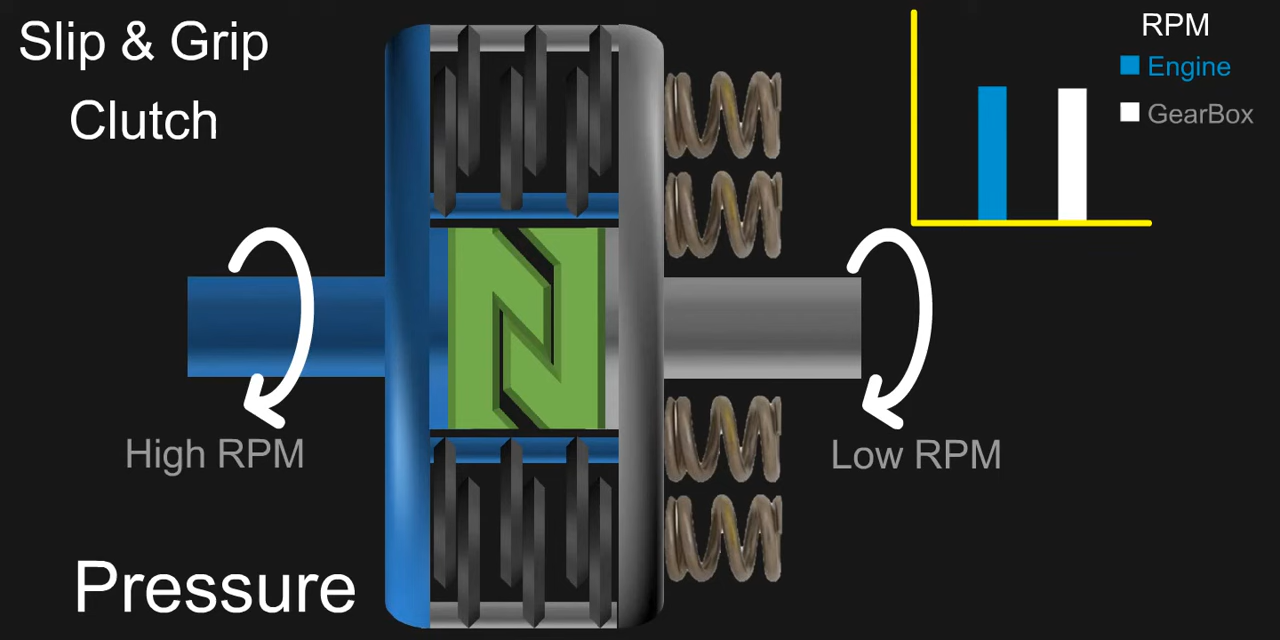 Slip & Grip
Clutch
RPM
Engine
GearBox
High RPM
Low RPM
Pressure